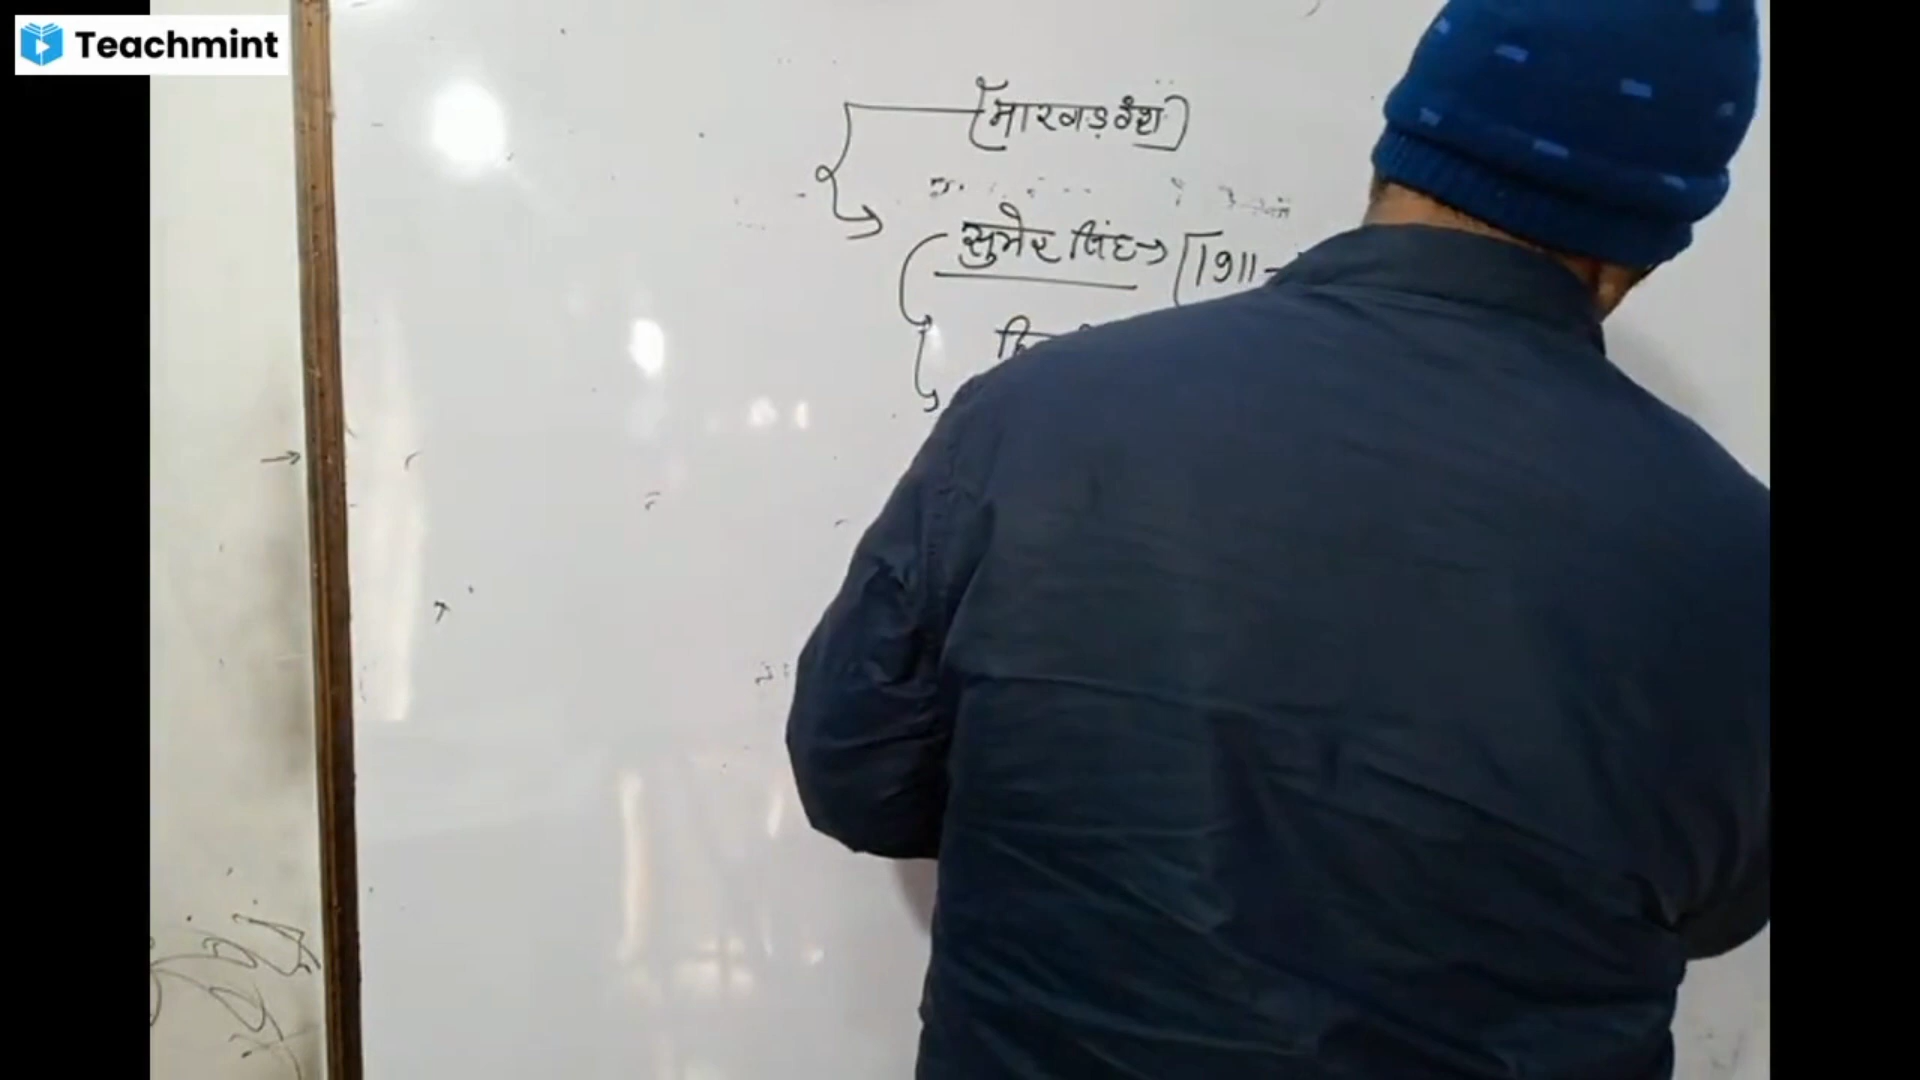 Teachmint
[मारवाड़ वंश]
सुमेर सिंह → [1911-